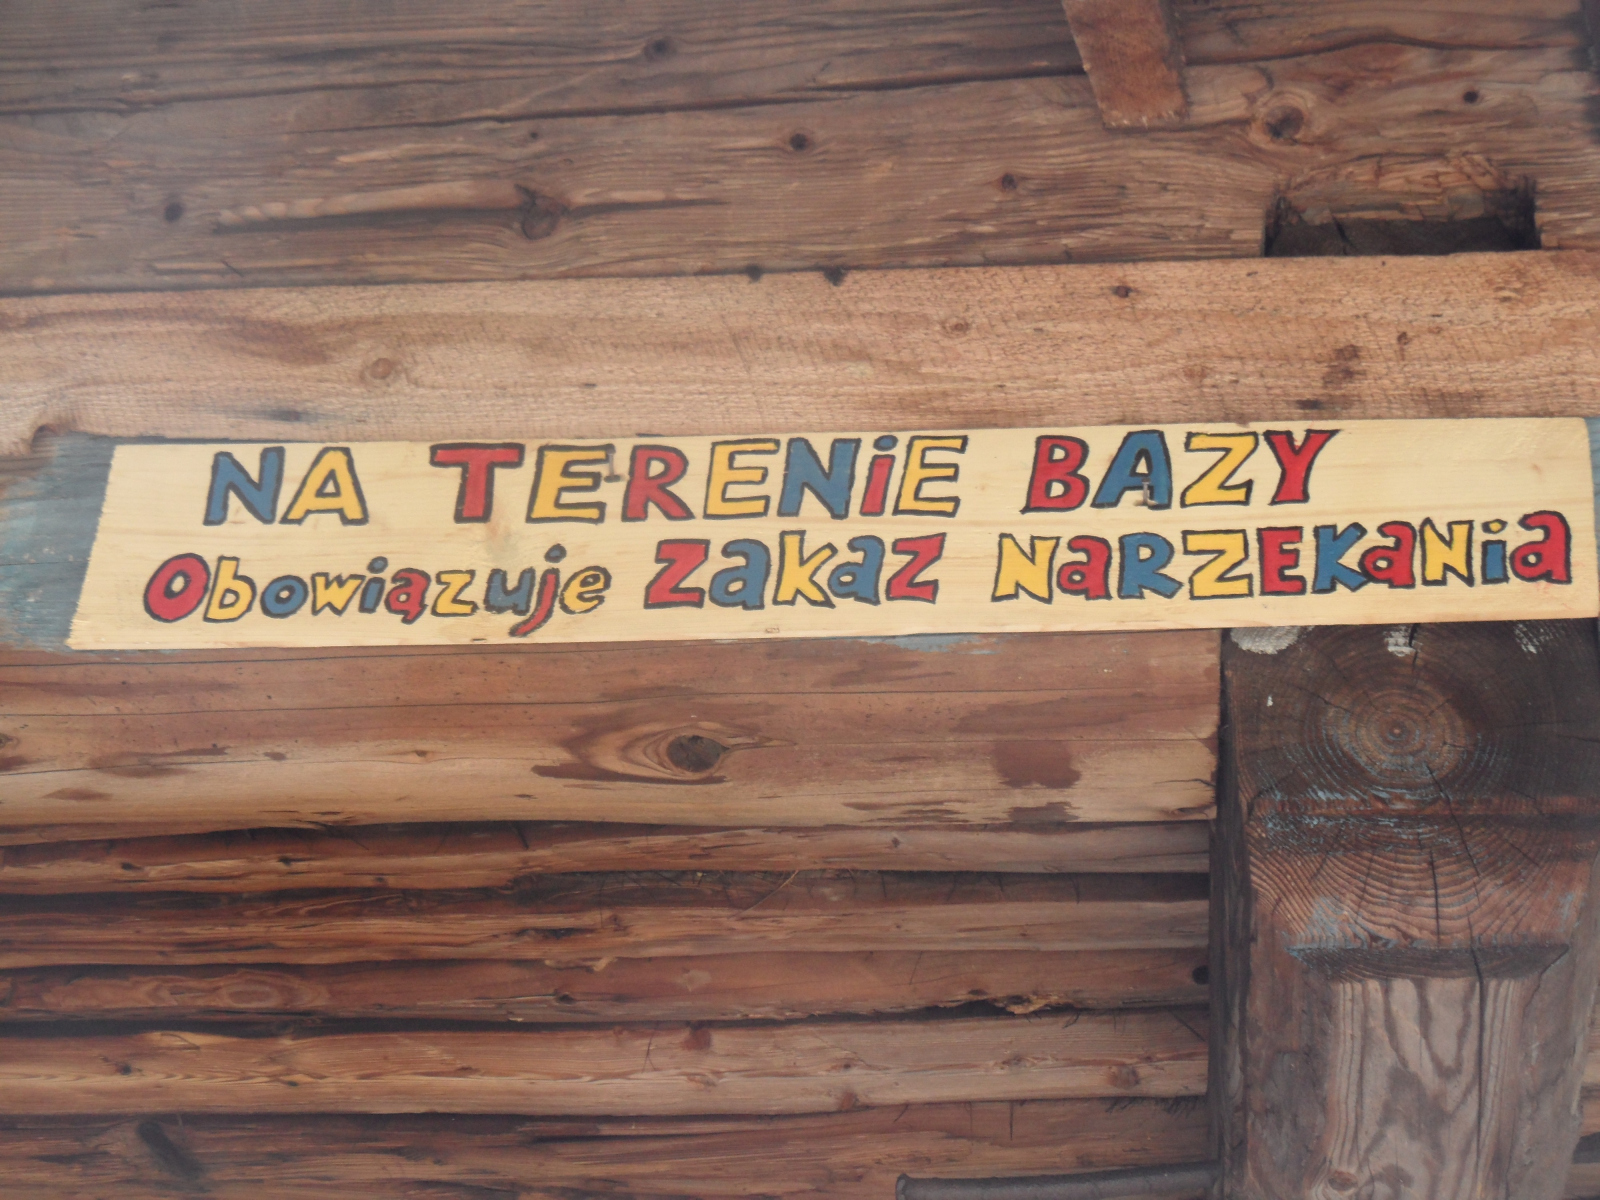 NA TERENiE BAZY
Obowiązuje Zakaz NaRZEKaNia